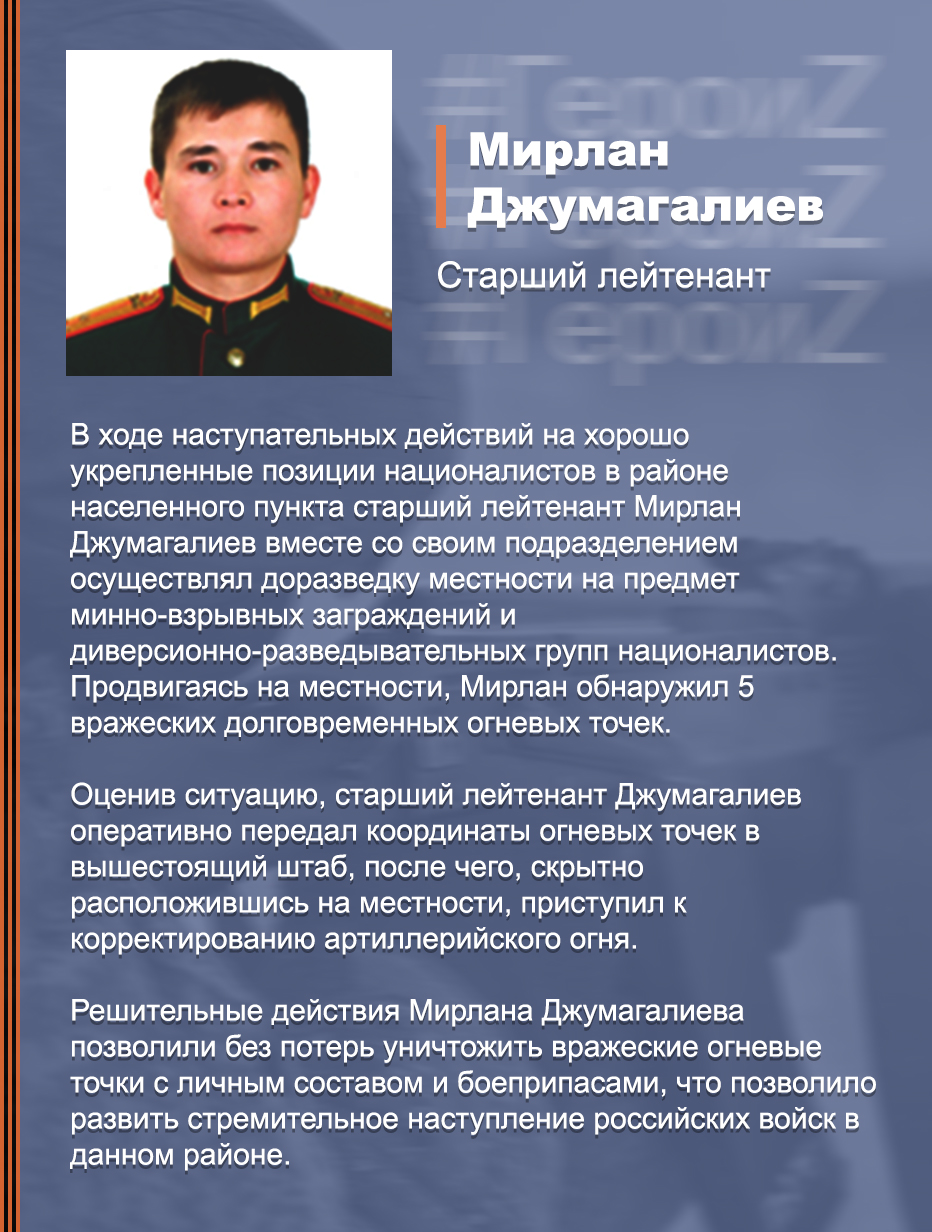 #ГероиZ
Мирлан
#ГероиZ
Джумагалиев
Старший лейтенант
#ГероиZ
В ходе наступательных действий на хорошо
укрепленные позиции националистов в районе
населенного пункта старший лейтенант Мирлан
Джумагалиев вместе со своим подразделением
осуществлял доразведку местности на предмет
минно-взрывных заграждений и
диверсионно-разведывательных групп националистов.
Продвигаясь на местности, Мирлан обнаружил 5
вражеских долговременных огневых точек.
Оценив ситуацию, старший лейтенант Джумагалиев
оперативно передал координаты огневых точек в
вышестоящий штаб, после чего, скрытно
расположившись на местности, приступил к
корректированию артиллерийского огня.
Решительные действия Мирлана Джумагалиева
позволили без потерь уничтожить вражеские огневые
точки с личным составом и боеприпасами, что позволило
развить стремительное наступление российских войск в
данном районе.